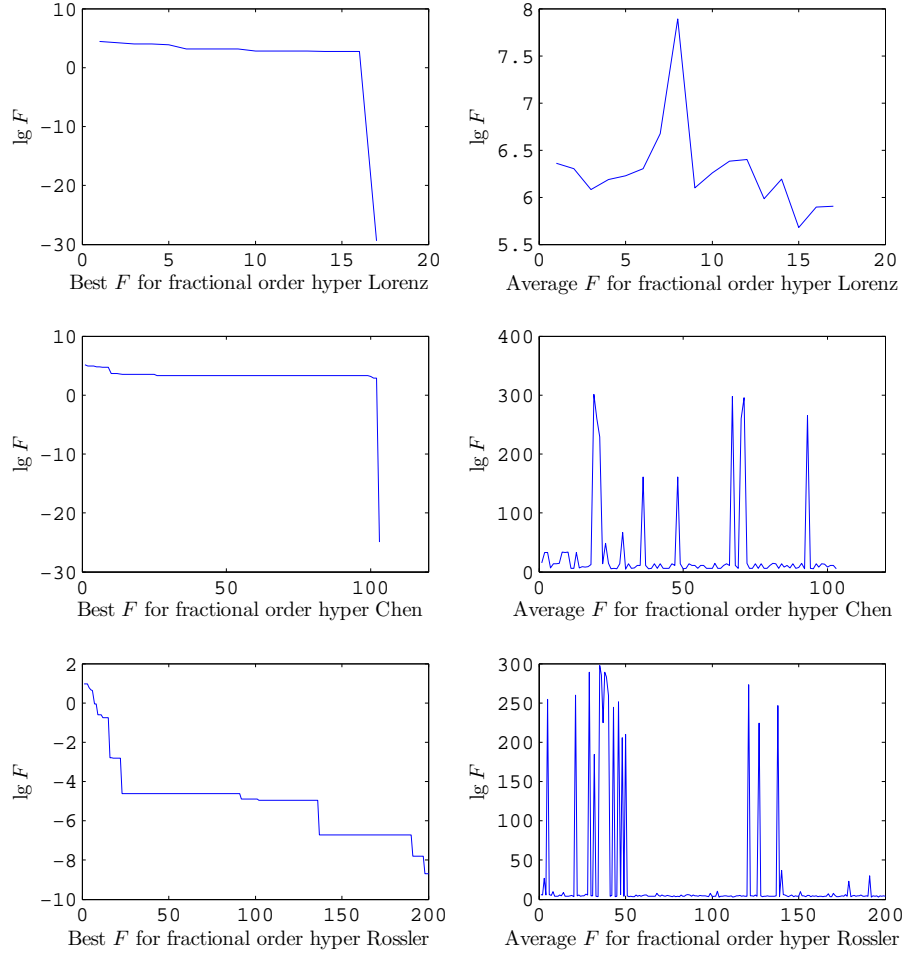 10
0
−10
−20
−30
lg F
0 5 10 15 20
Best F for fractional order hyper Lorenz
8
7.5
7
6.5
6
5.5
lg F
0 5 10 15 20
Average F for fractional order hyper Lorenz
10
0
−10
−20
−30
lg F
0 50 100
Best F for fractional order hyper Chen
400
300
200
100
0
lg F
0 50 100
Average F for fractional order hyper Chen
2
0
−2
−4
−6
−8
−10
lg F
0 50 100 150 200
Best F for fractional order hyper Rossler
300
250
200
150
100
50
0
lg F
0 50 100 150 200
Average F for fractional order hyper Rossler